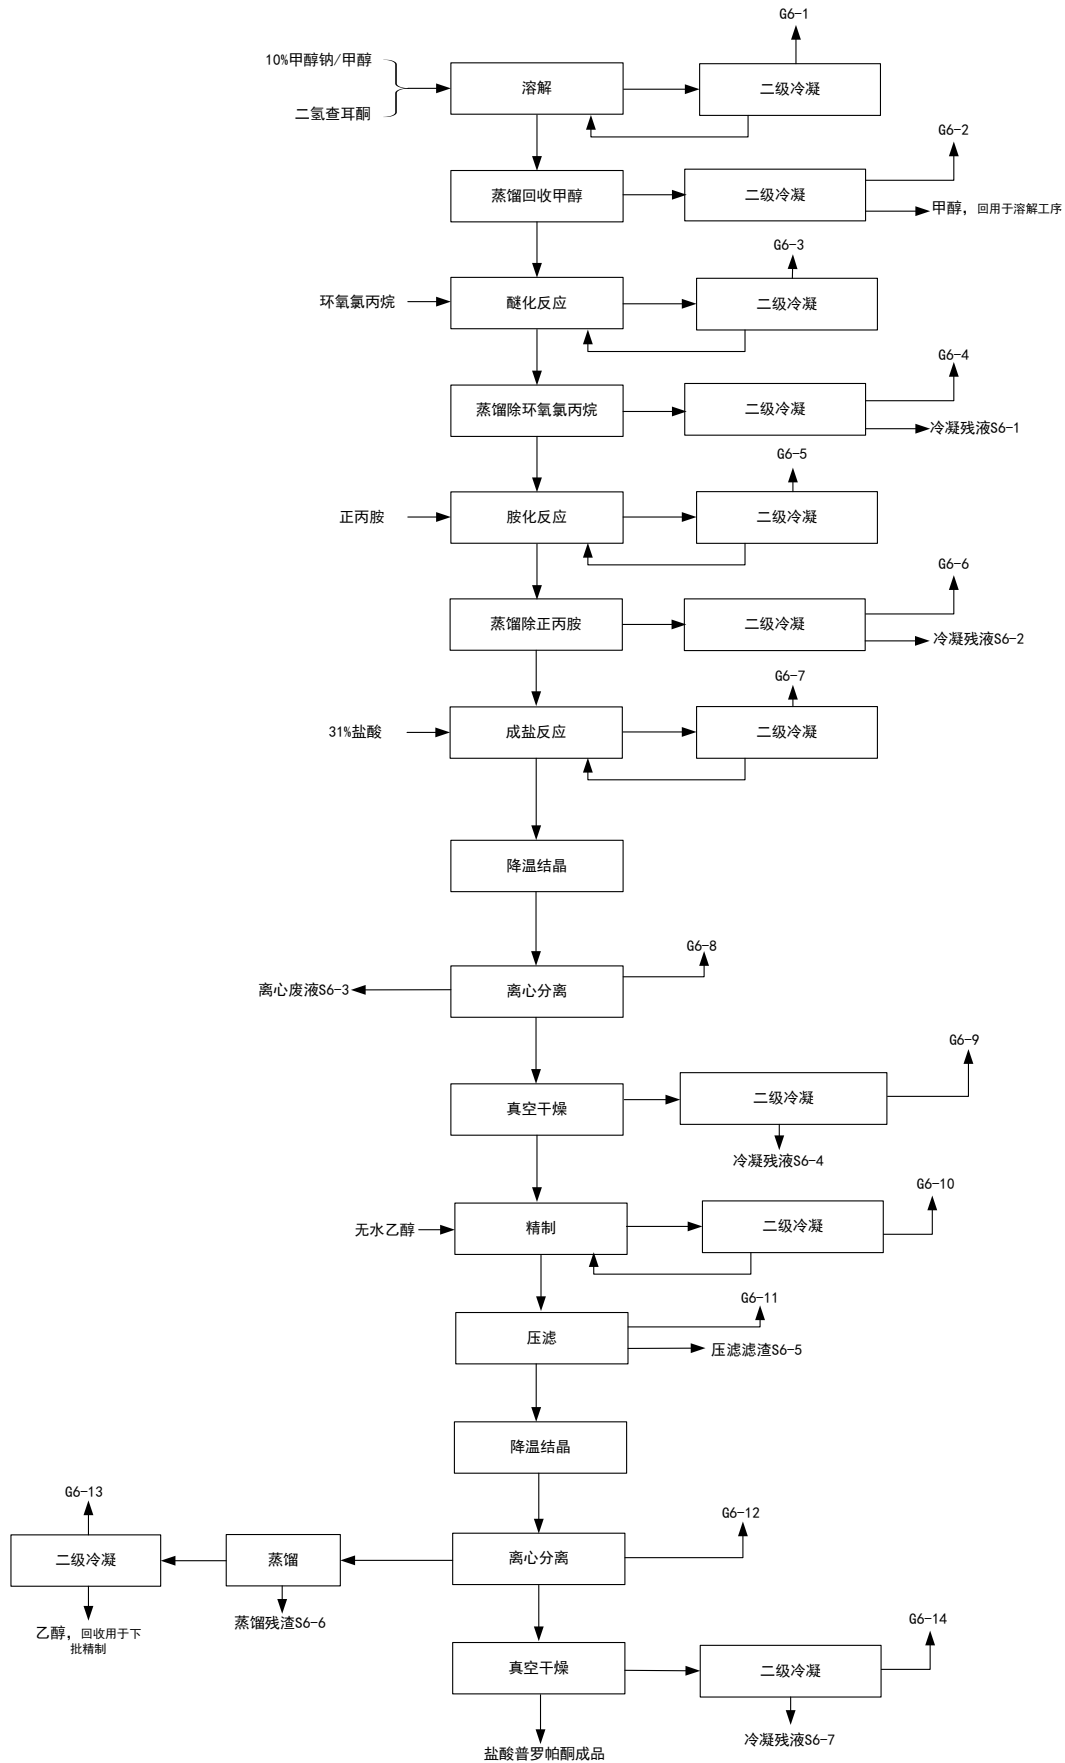 G6-1
10%甲醇钠/甲醇
溶解
二级冷凝
二氢查耳酮
G6-2
蒸馏回收甲醇
二级冷凝
甲醇，回用于溶解工序
G6-3
环氧氯丙烷
醚化反应
二级冷凝
G6-4
蒸馏除环氧氯丙烷
二级冷凝
冷凝残液S6-1
G6-5
正丙胺
胺化反应
二级冷凝
G6-6
蒸馏除正丙胺
二级冷凝
冷凝残液S6-2
G6-7
31%盐酸
成盐反应
二级冷凝
降温结晶
G6-8
离心废液S6-3
离心分离
G6-9
真空干燥
二级冷凝
冷凝残液S6-4
G6-10
无水乙醇
精制
二级冷凝
G6-11
压滤
压滤滤渣S6-5
降温结晶
G6-13
G6-12
二级冷凝
蒸馏
离心分离
蒸馏残渣S6-6
乙醇，回收用于下
批精制
G6-14
真空干燥
二级冷凝
冷凝残液S6-7
盐酸普罗帕酮成品